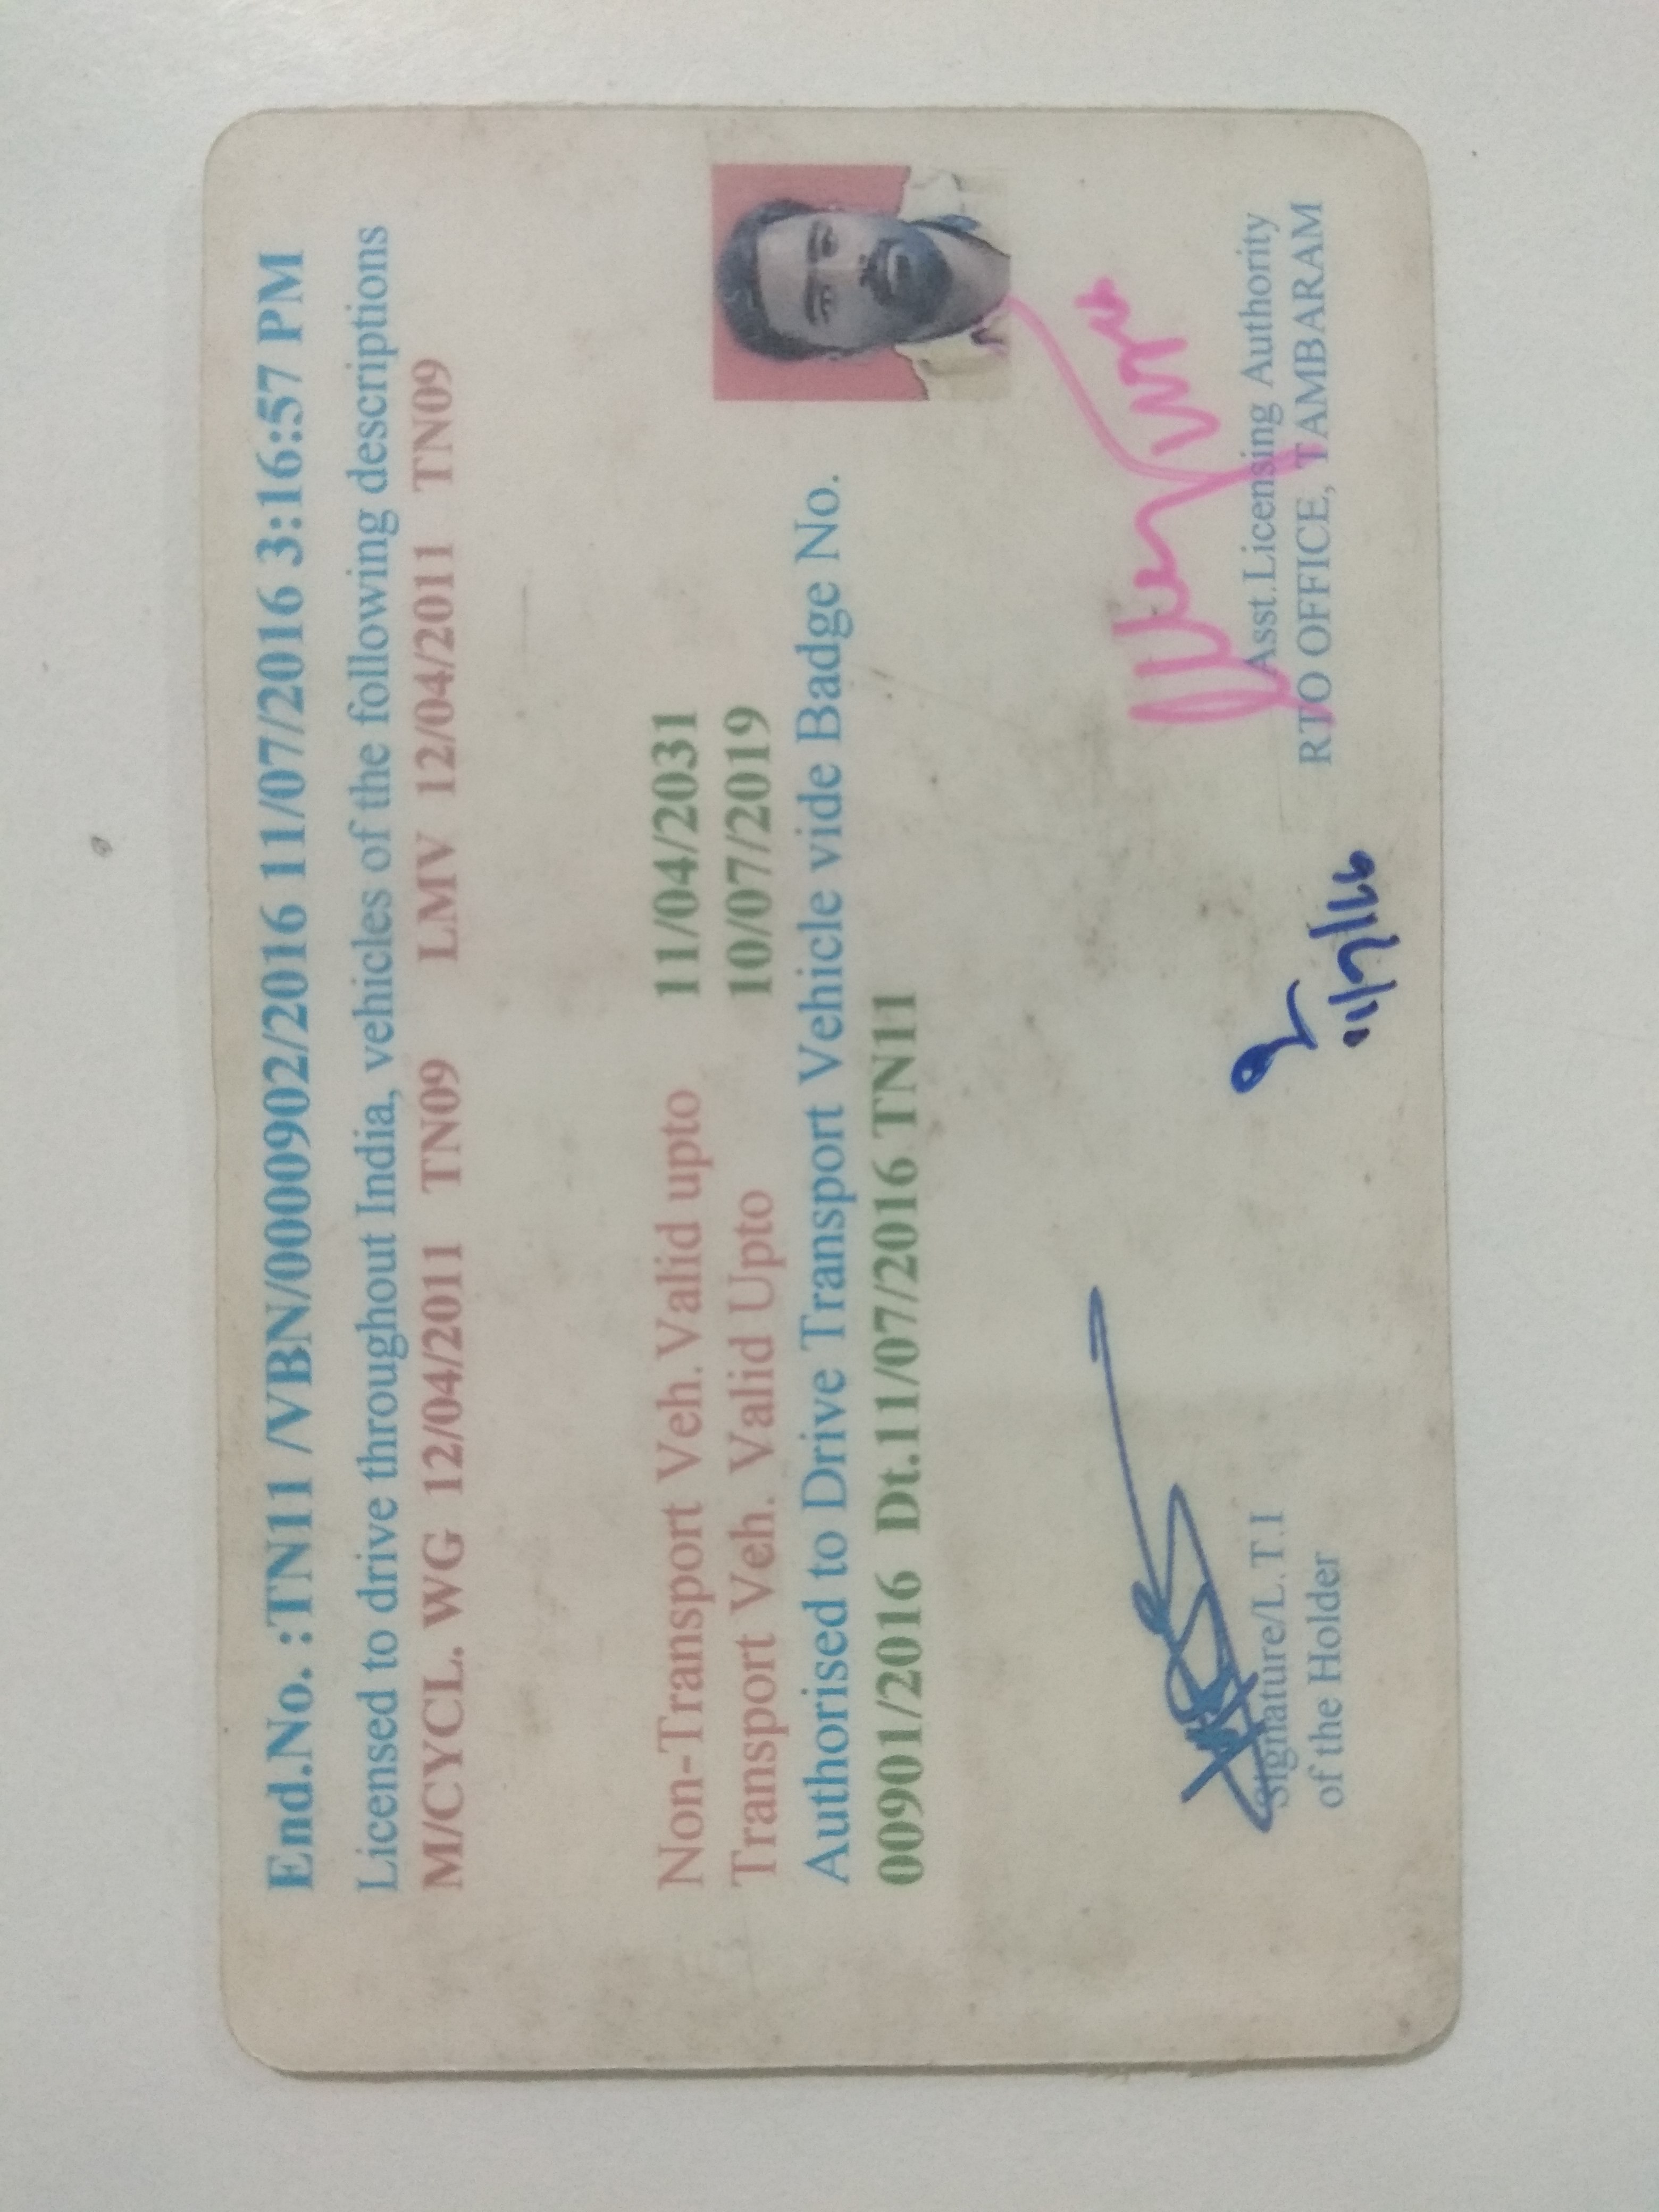 End.No. :TN11 /VBN/0000902/2016 11/07/2016 3:16:57 PM
Licensed to drive throughout India, vehicles of the following descriptions
M/CYCL. WG 12/04/2011 TN09 LMV 12/04/2011 TN09
Non-Transport Veh. Valid upto 11/04/2031
Transport Veh. Valid Upto 10/07/2019
Authorised to Drive Transport Vehicle vide Badge No.
00901/2016 Dt.11/07/2016 TN11
Signature/L.T.I
of the Holder
11/7/16
Asst.Licensing Authority
RTO OFFICE, TAMBARAM